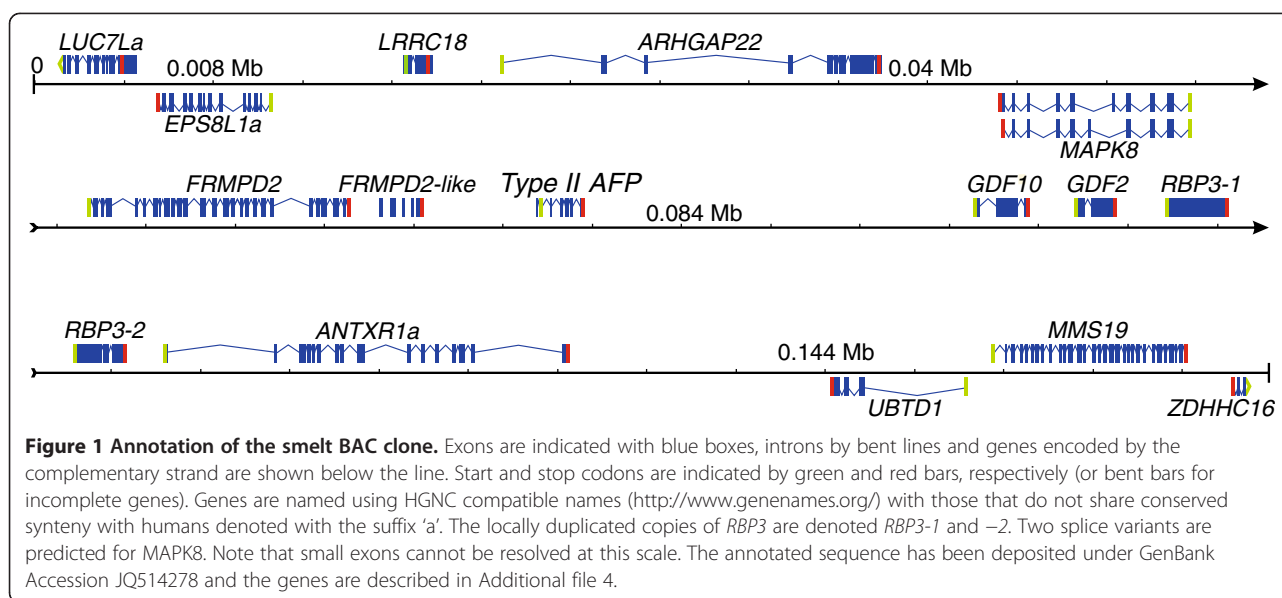 LUC7La LRRC18 ARHGAP22
0 0.008 Mb 0.04 Mb
EPS8L1a MAPK8
FRMPD2 FRMPD2-like Type II AFP GDF10 GDF2 RBP3-1
0.084 Mb
RBP3-2 ANTXR1a MMS19
0.144 Mb
UBTD1 ZDHHC16
Figure 1 Annotation of the smelt BAC clone. Exons are indicated with blue boxes, introns by bent lines and genes encoded by the
complementary strand are shown below the line. Start and stop codons are indicated by green and red bars, respectively (or bent bars for
incomplete genes). Genes are named using HGNC compatible names (http://www.genenames.org/) with those that do not share conserved
synteny with humans denoted with the suffix ‘a’. The locally duplicated copies of RBP3 are denoted RBP3-1 and −2. Two splice variants are
predicted for MAPK8. Note that small exons cannot be resolved at this scale. The annotated sequence has been deposited under GenBank
Accession JQ514278 and the genes are described in Additional file 4.